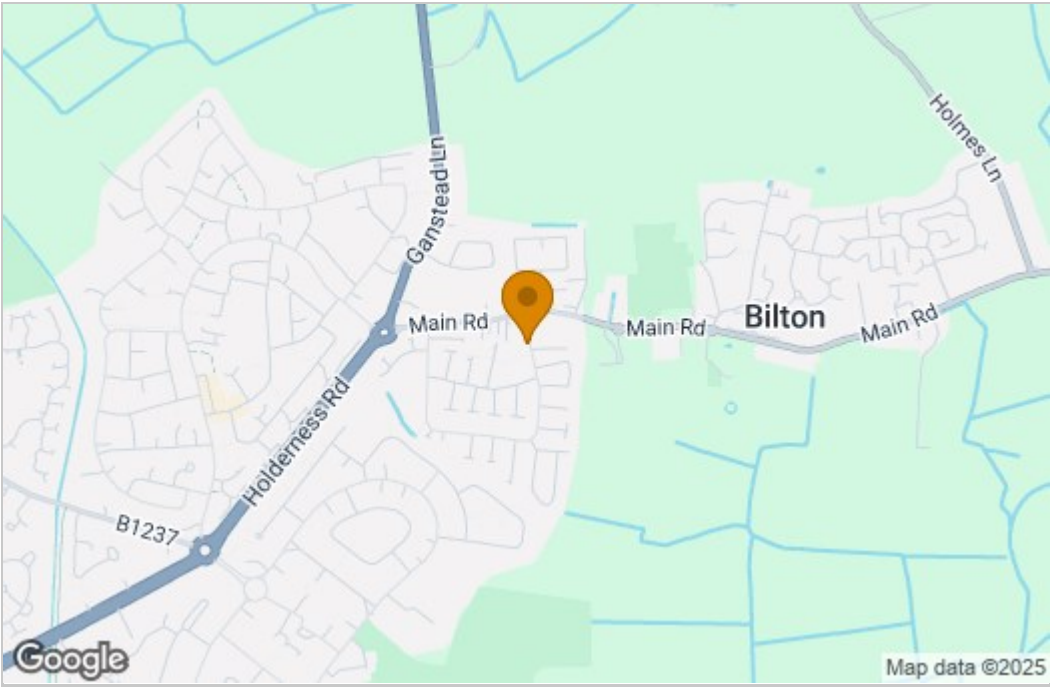 Holmes Ln
Ganstead Ln
Main Rd
Main Rd
Bilton
Main Rd
Holderness Rd
B1237
Google
Map data ©2025